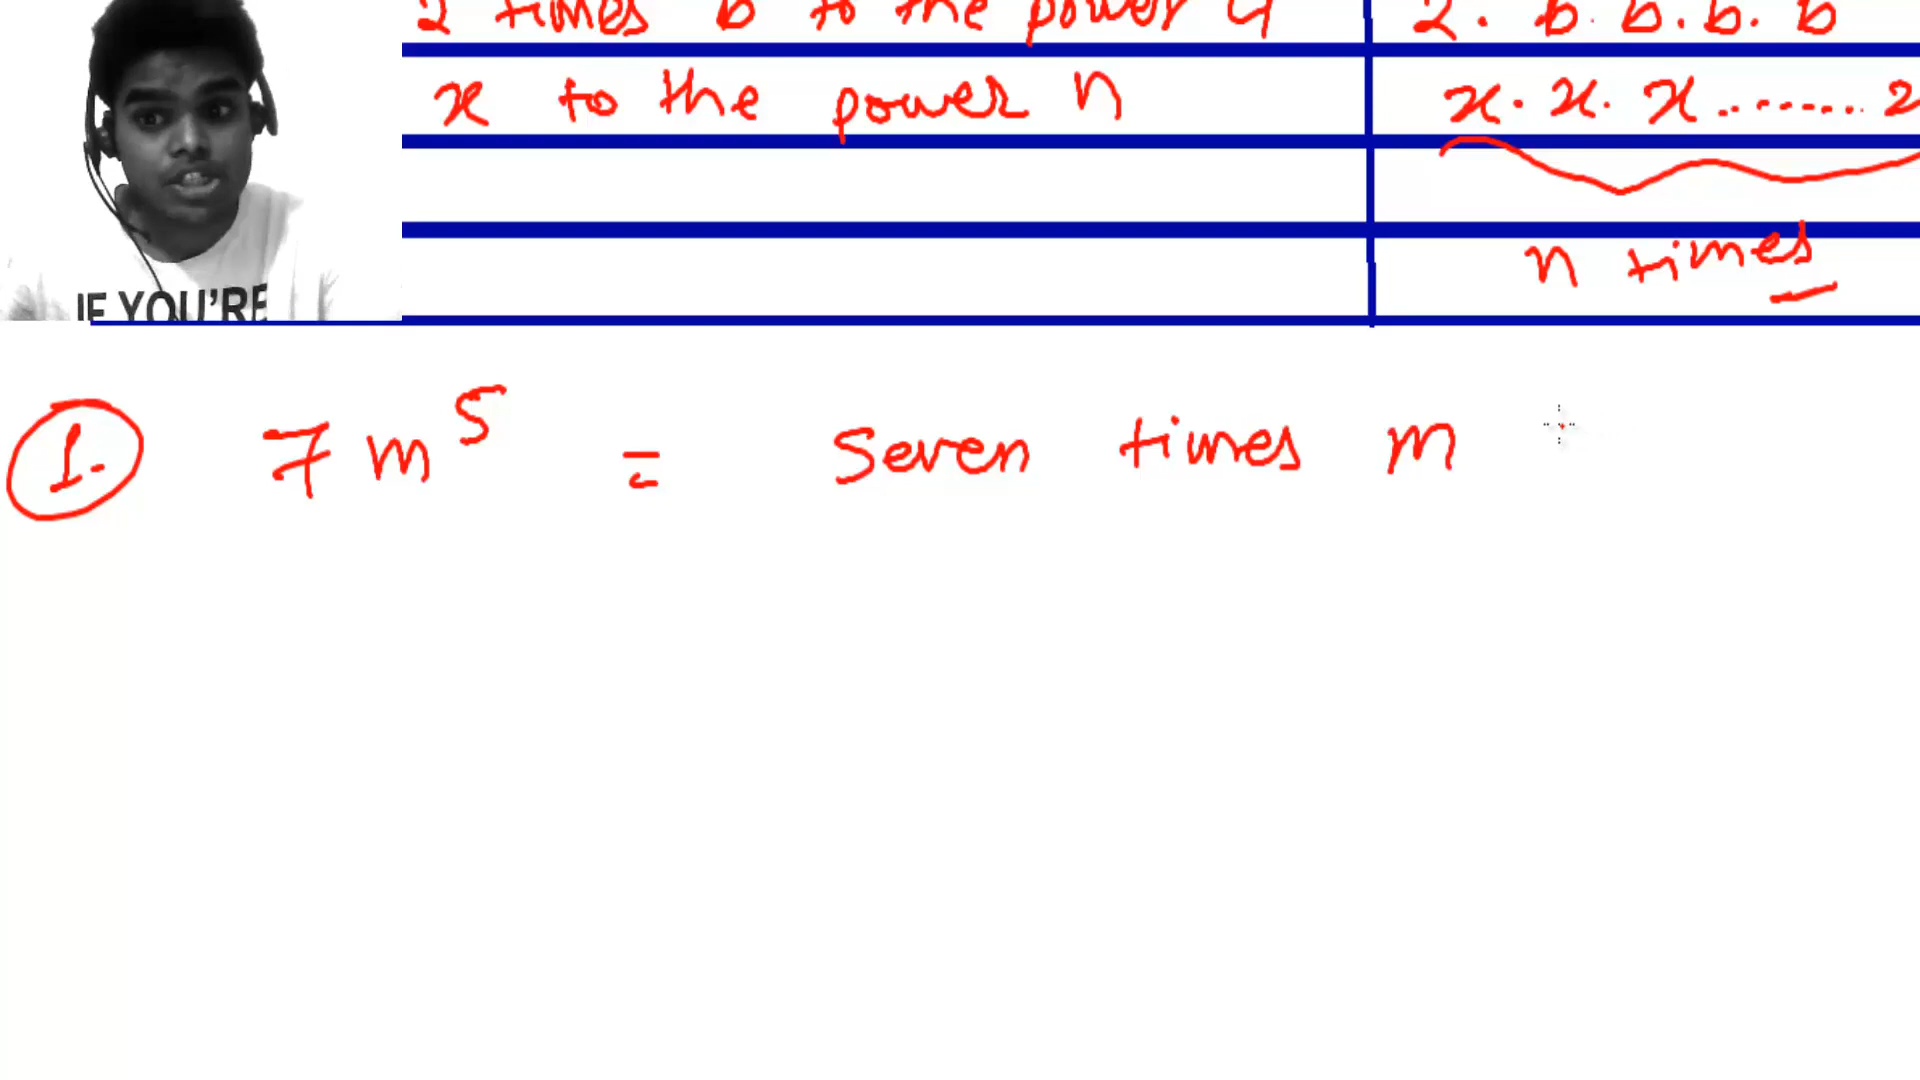 2 times b to the power 4
2 . b . b . b . b
x to the power n
x . x . x ........
n times
IF YOU'RE
1. 7m⁵ = Seven times m